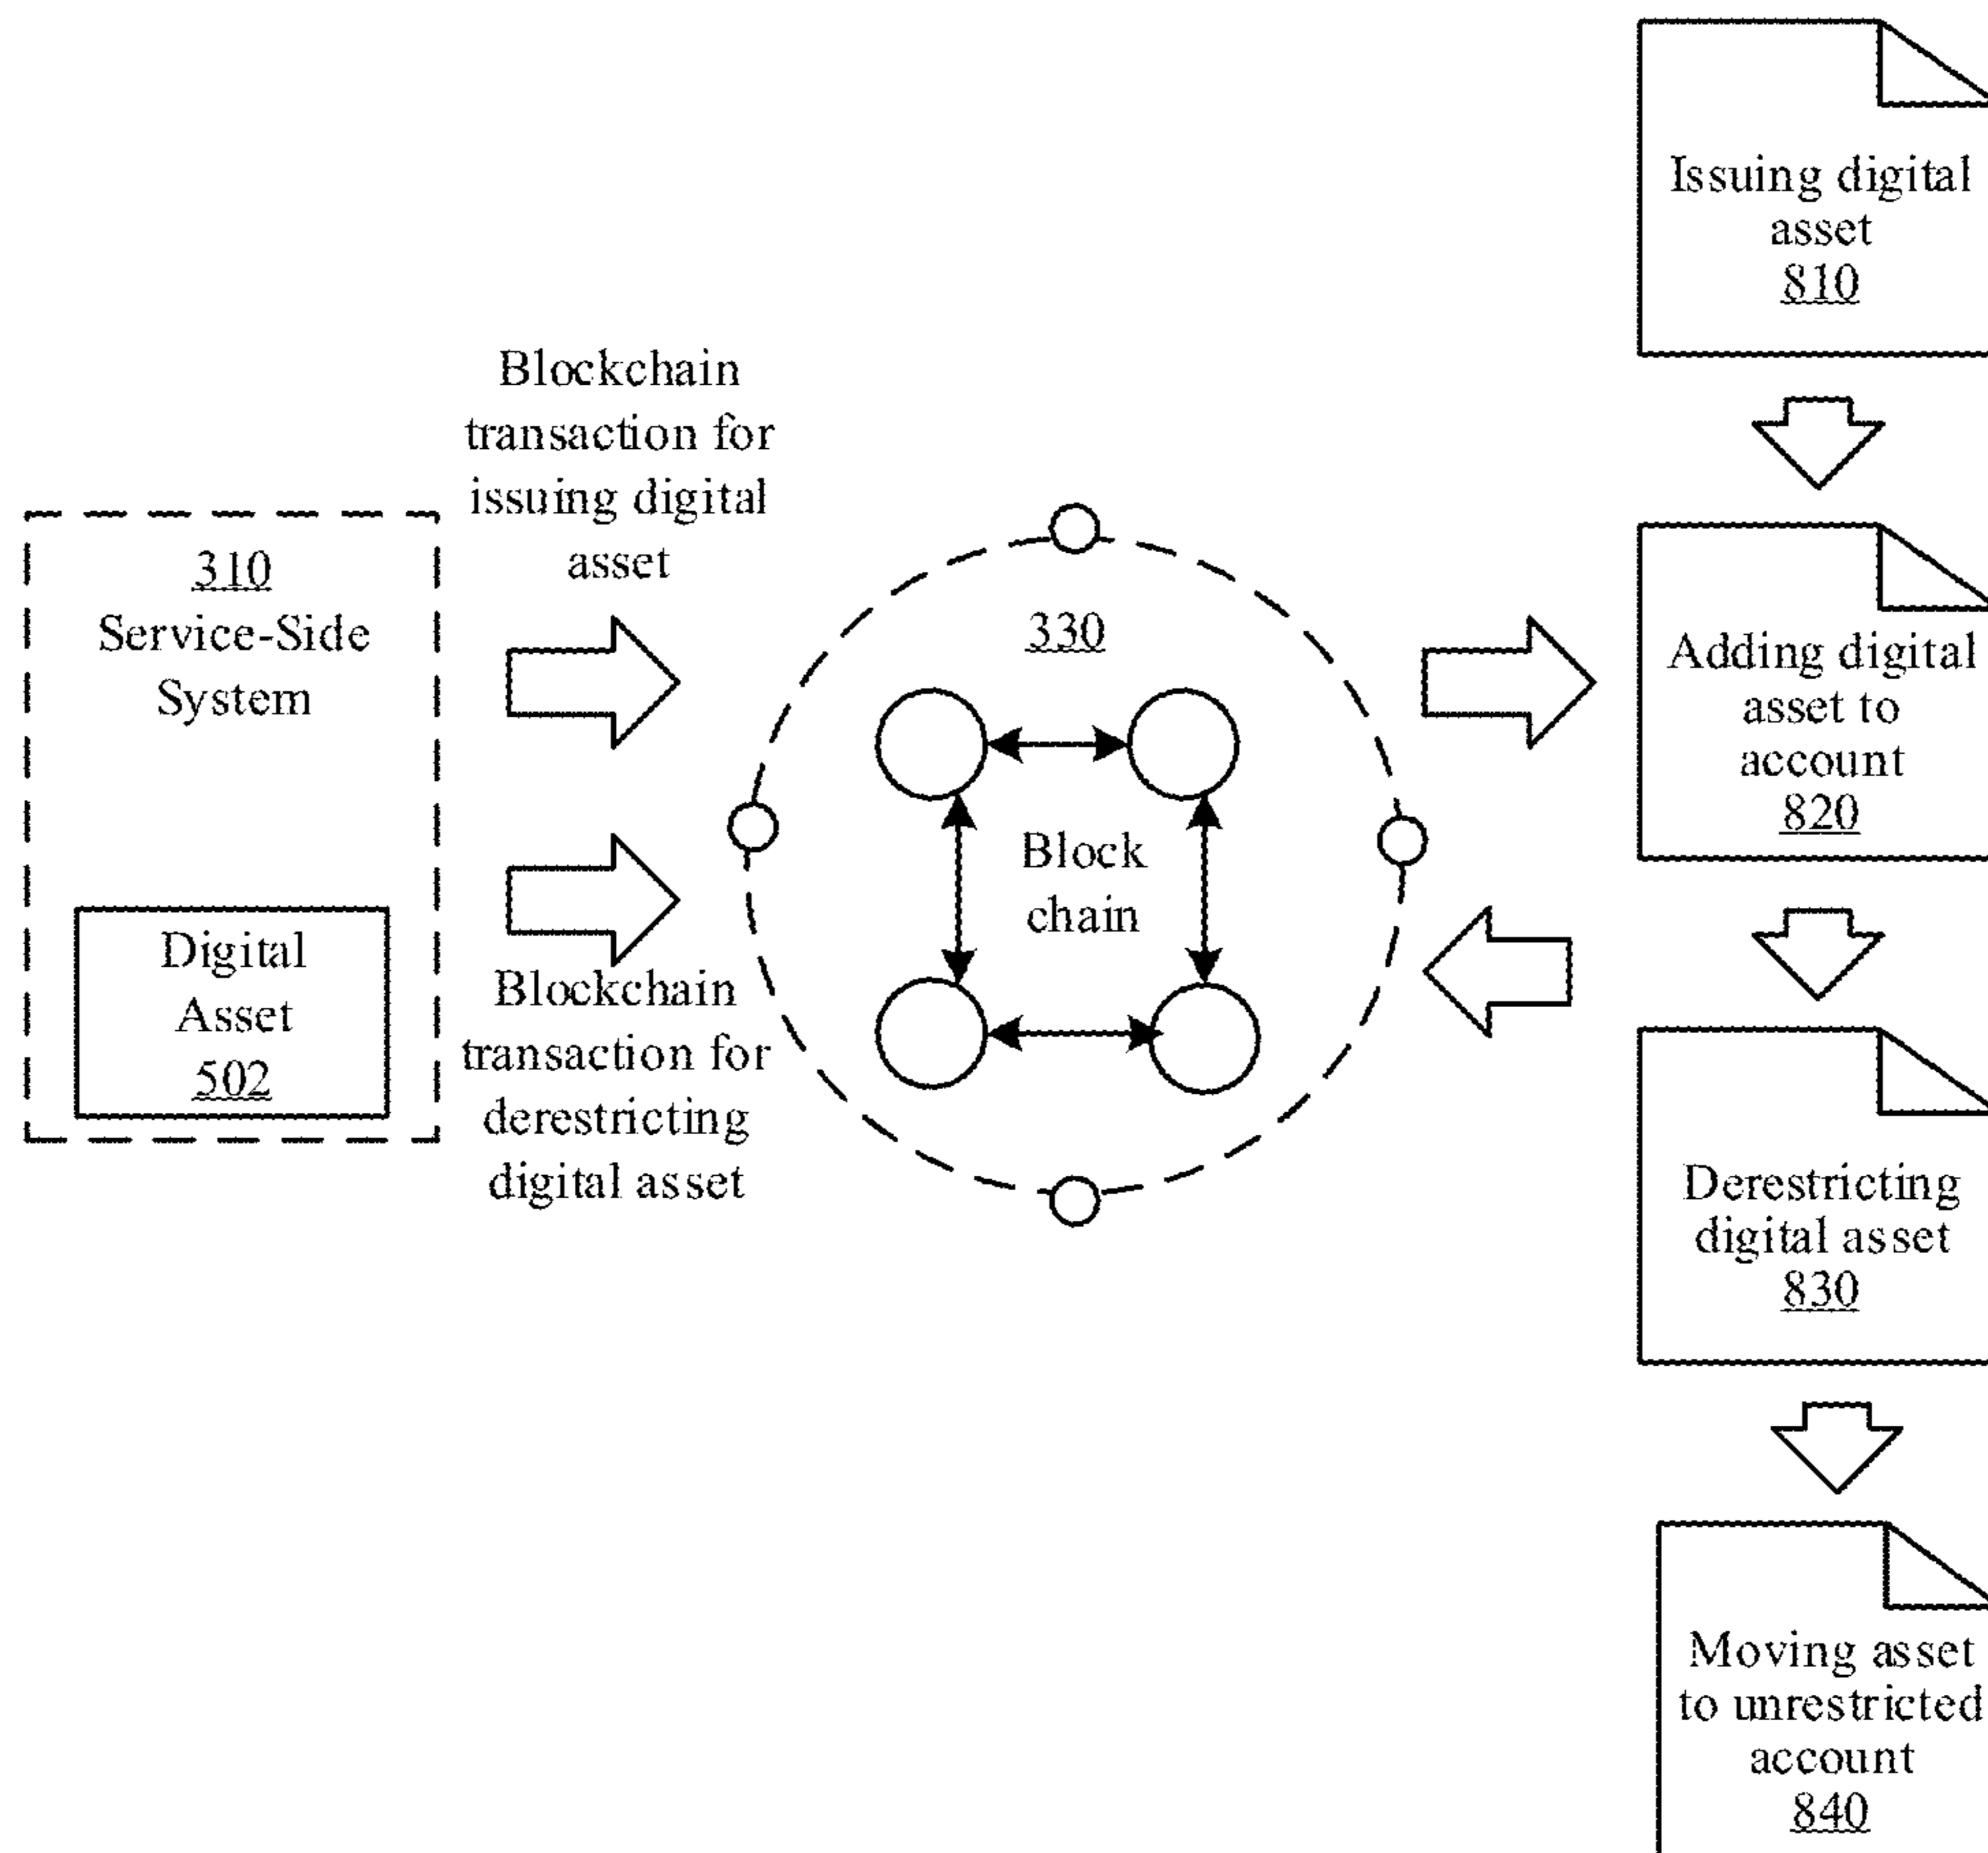 310
Service-Side
System
Digital
Asset
502
Blockchain
transaction for
issuing digital
asset
Blockchain
transaction for
derestricting
digital asset
330
Block
chain
Issuing digital
asset
810
Adding digital
asset to
account
820
Derestricting
digital asset
830
Moving asset
to unrestricted
account
840